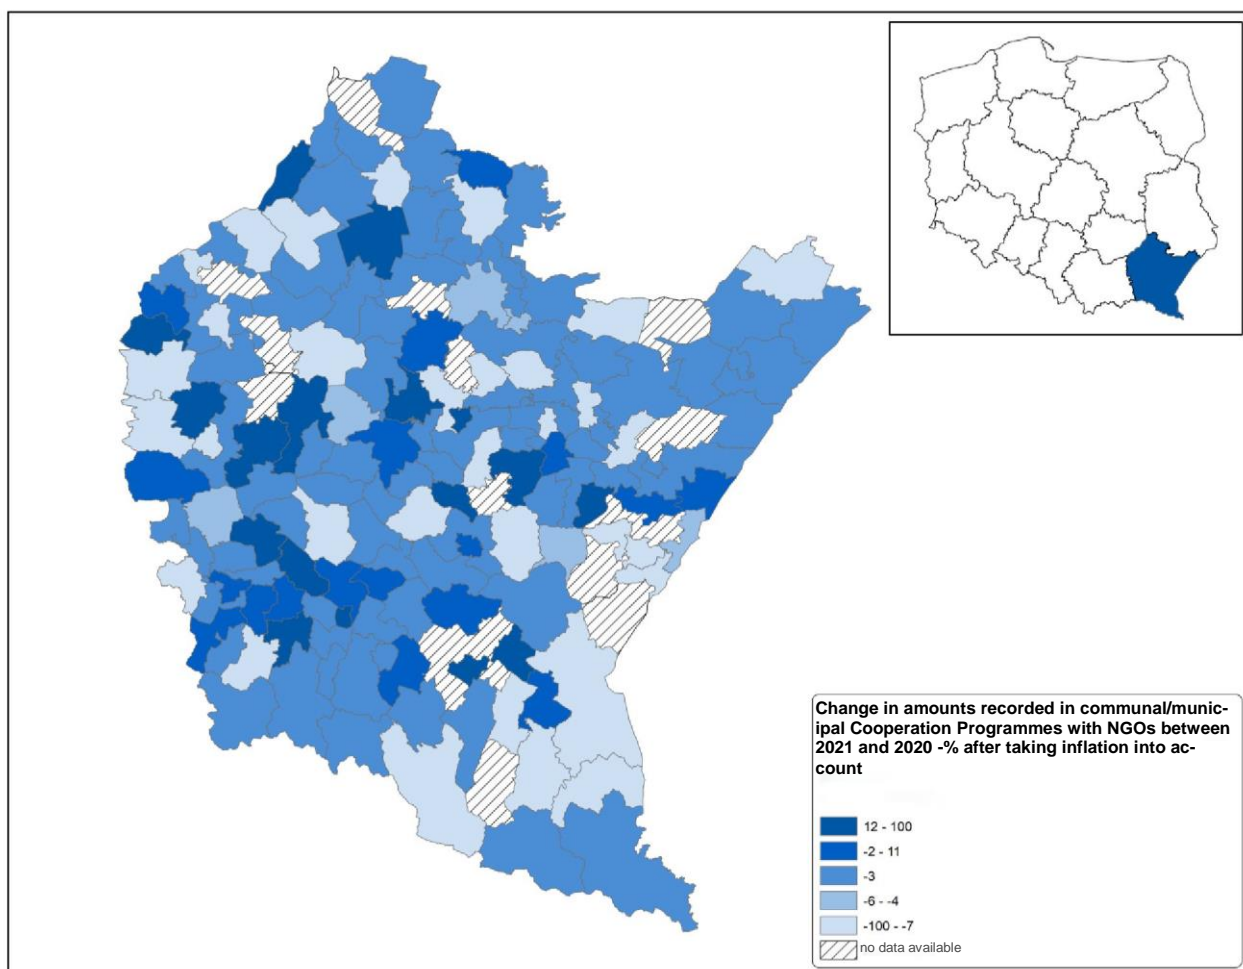 Change in amounts recorded in communal/munic-
ipal Cooperation Programmes with NGOs between
2021 and 2020 -% after taking inflation into ac-
count
12 - 100
-2 - 11
-3
-6 - -4
-100 - -7
no data available